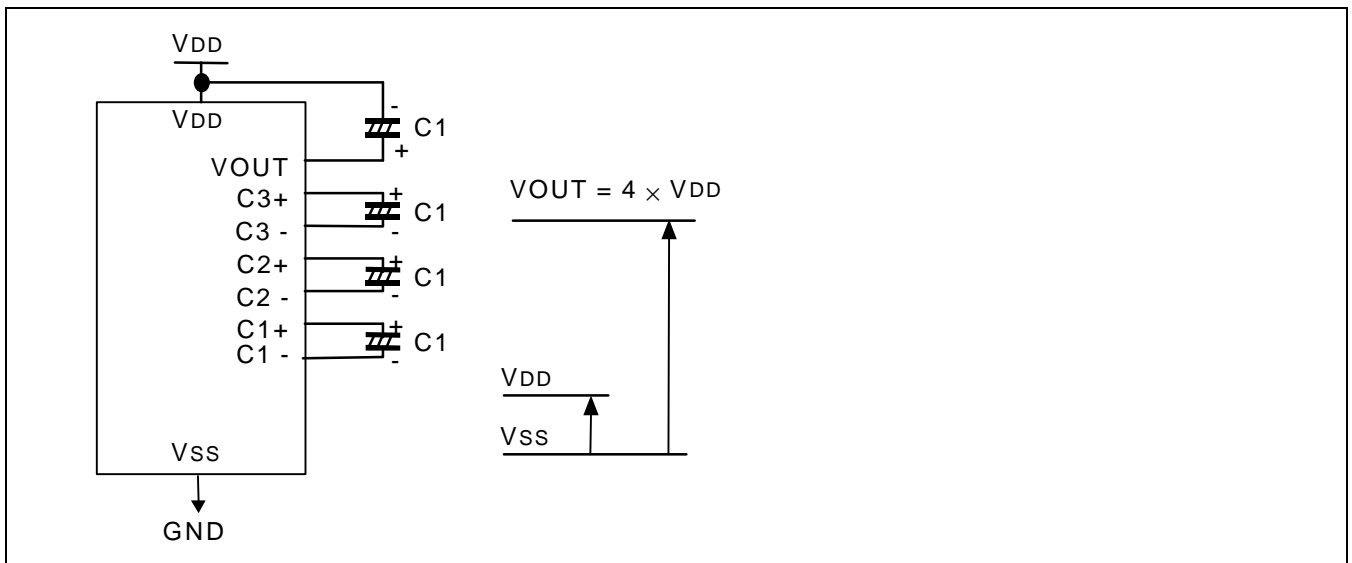 VDD
VDD
-
C1
+
VOUT
C3+
+
C1
C3 -
-
C2+
+
C1
C2 -
-
C1+
+
C1
C1 -
-
VSS
GND
VOUT = 4 × VDD
VDD
VSS